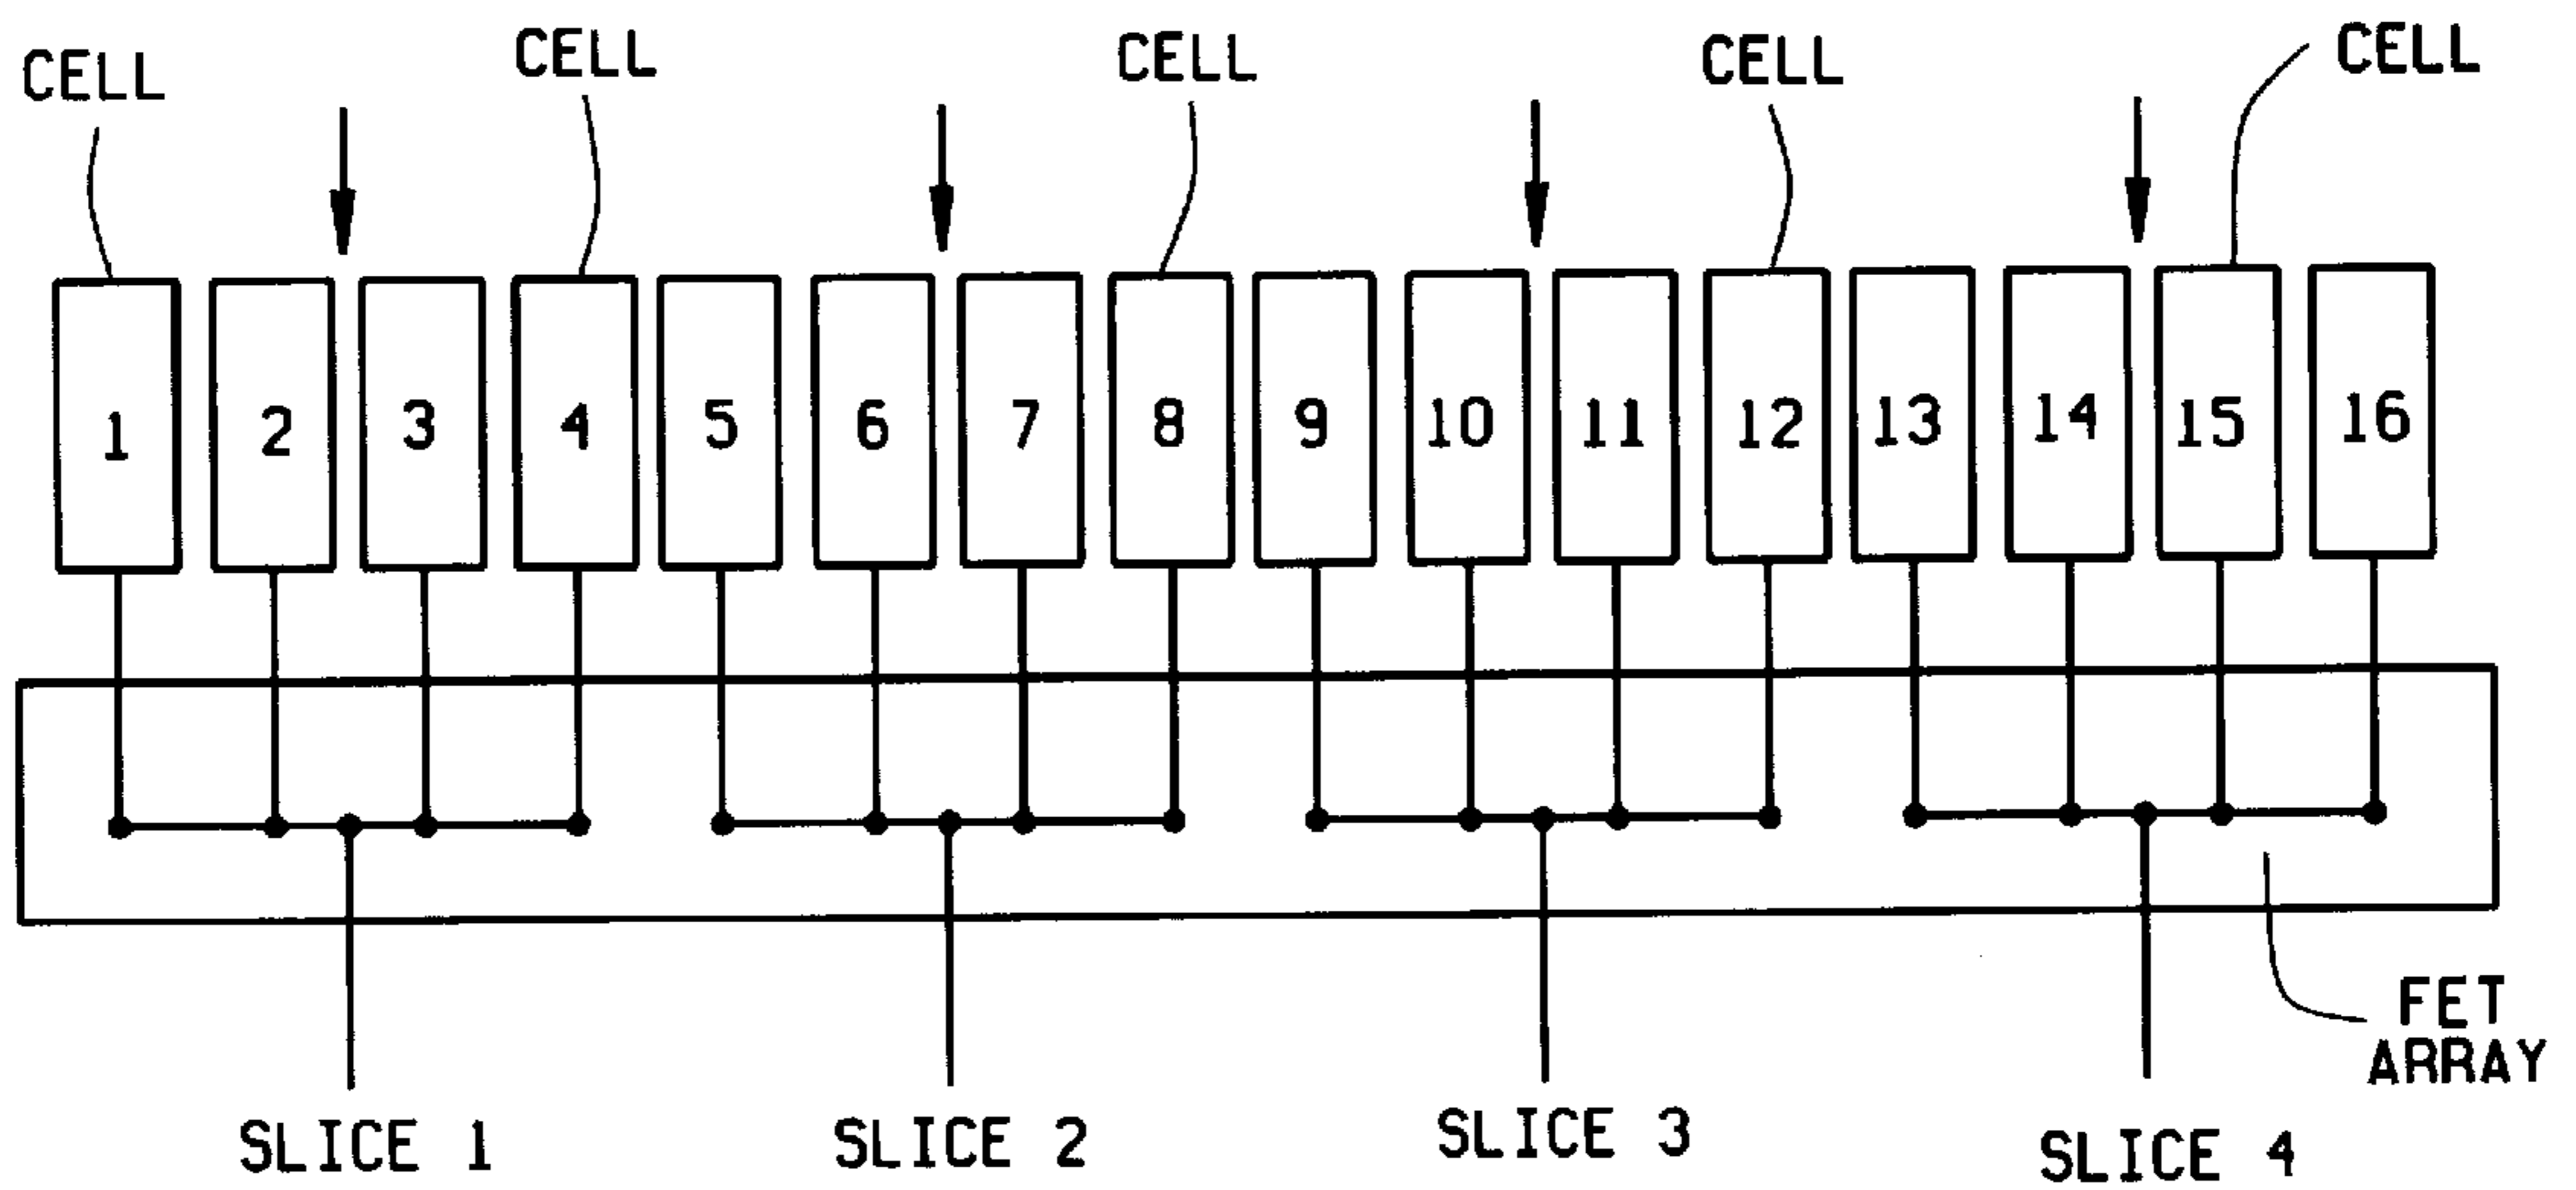 CELL CELL CELL CELL CELL
1 2 3 4 5 6 7 8 9 10 11 12 13 14 15 16
FET
ARRAY
SLICE 1 SLICE 2 SLICE 3 SLICE 4